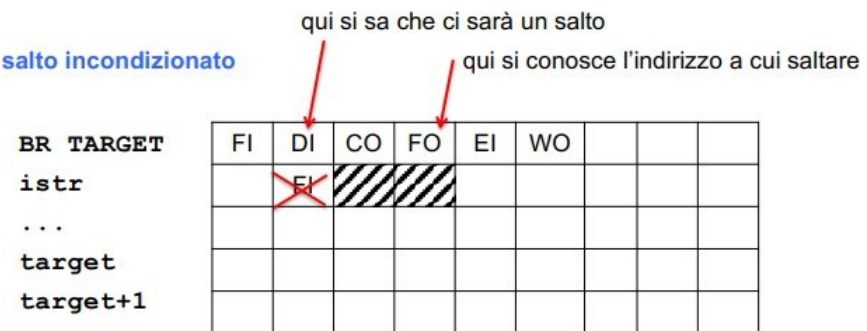 qui si sa che ci sarà un salto
salto incondizionato qui si conosce l'indirizzo a cui saltare
BR TARGET FI DI CO FO EI WO
istr FI
...
target
target+1